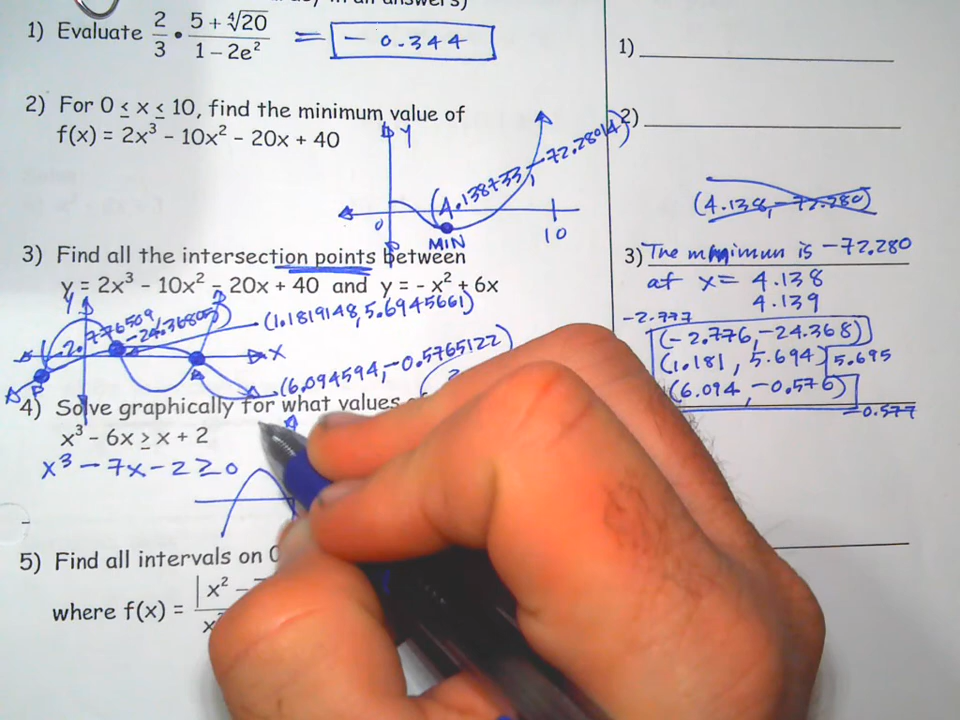 1) Evaluate 2/3 • (5 + ∜20)/(1 – 2e²) = - 0.344
1)
2) For 0 ≤ x ≤ 10, find the minimum value of
f(x) = 2x³ – 10x² – 20x + 40
2)
Y
(4.138733, -72.28014)
0
MIN
10
(4.138, -72.280)
3) Find all the intersection points between
y = 2x³ – 10x² – 20x + 40 and y = – x² + 6x
3) The minimum is -72.280
at x = 4.138
4.139
Y
X
(1.1819148, 5.6945661)
(6.094594, -0.5765122)
-2.777
(-2.776, -24.368)
(1.181, 5.694) 5.695
(6.094, -0.576)
-0.577
4) Solve graphically for what values
x³ – 6x ≥ x + 2
x³ - 7x - 2 ≥ 0
5) Find all intervals on
where f(x) =
| x² –